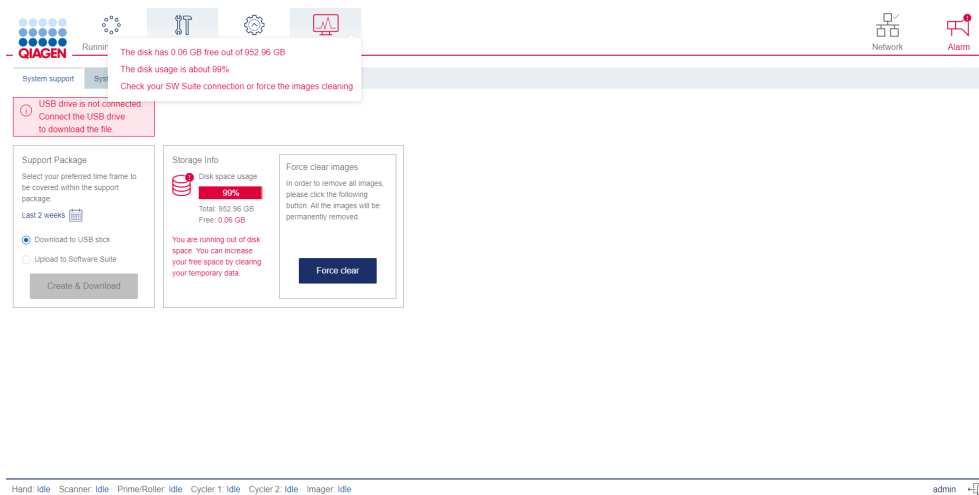 QIAGEN
Network
Alarm
The disk has 0.06 GB free out of 952.96 GB
The disk usage is about 99%
Check your SW Suite connection or force the images cleaning
System support
USB drive is not connected.
Connect the USB drive
to download the file.
Support Package
Select your preferred time frame to
be covered within the support
package:
Last 2 weeks
Download to USB stick
Upload to Software Suite
Create & Download
Storage Info
Disk space usage
99%
Total: 952.96 GB
Free: 0.06 GB
You are running out of disk
space. You can increase
your free space by clearing
your temporary data.
Force clear images
In order to remove all images,
please click the following
button. All the images will be
permanently removed.
Force clear
Hand: Idle Scanner: Idle Prime/Roller: Idle Cycler 1: Idle Cycler 2: Idle Imager: Idle
admin